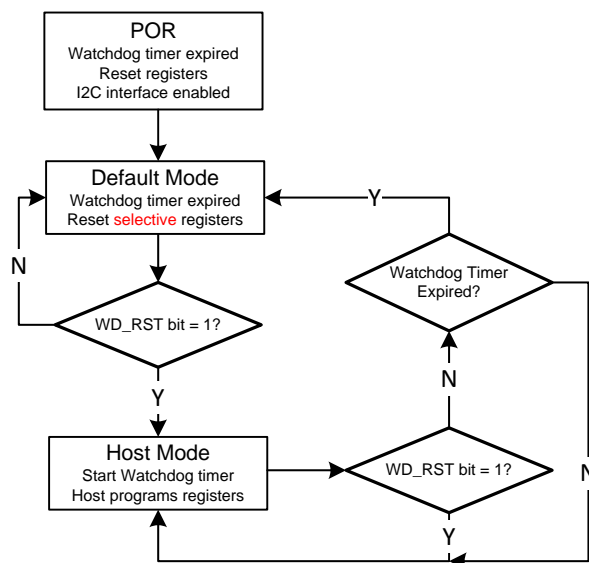 POR
Watchdog timer expired
Reset registers
I2C interface enabled
Default Mode
Watchdog timer expired
Reset selective registers
Y
N
Watchdog Timer
Expired?
WD_RST bit = 1?
Y
N
Host Mode
Start Watchdog timer
Host programs registers
WD_RST bit = 1?
N
Y